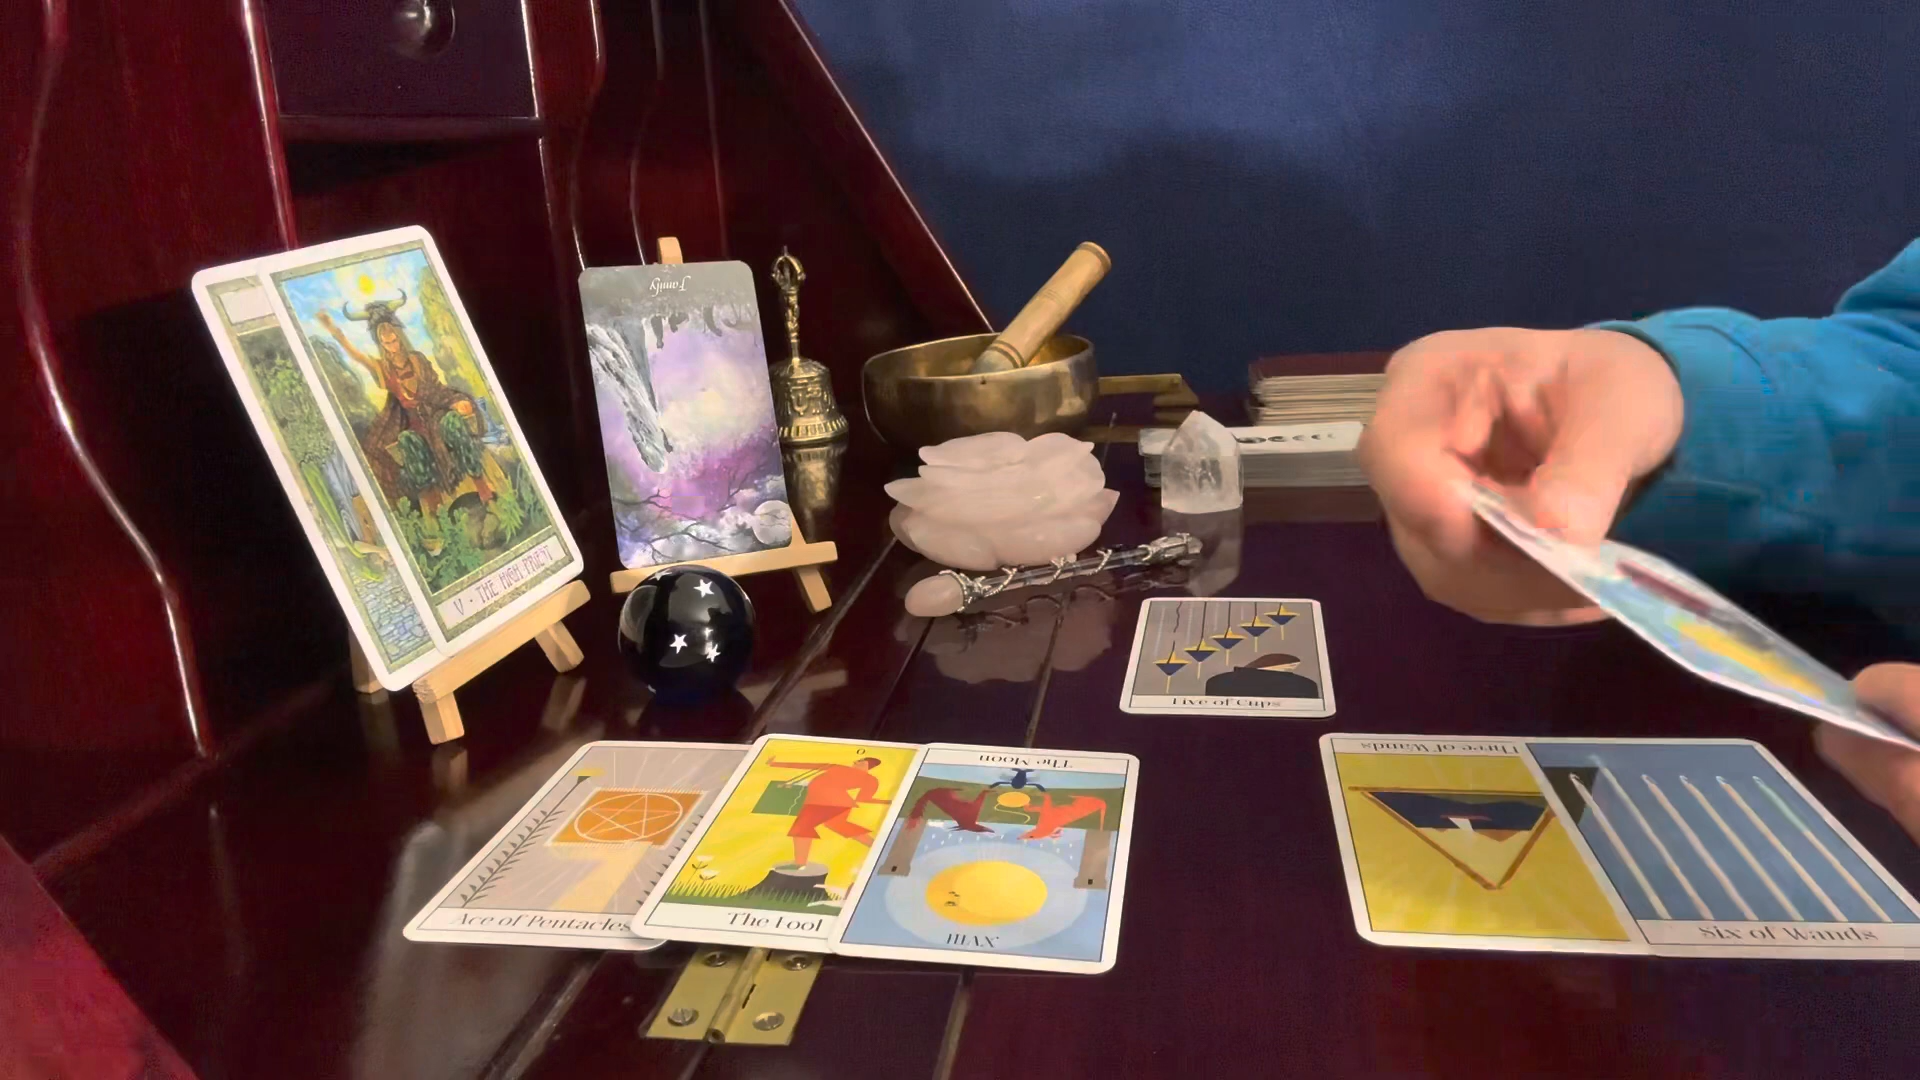 Family
V · THE HIGH PRIEST
Five of Cups
Ace of Pentacles
0
The Fool
The Moon
XVIII
Three of Wands
Six of Wands